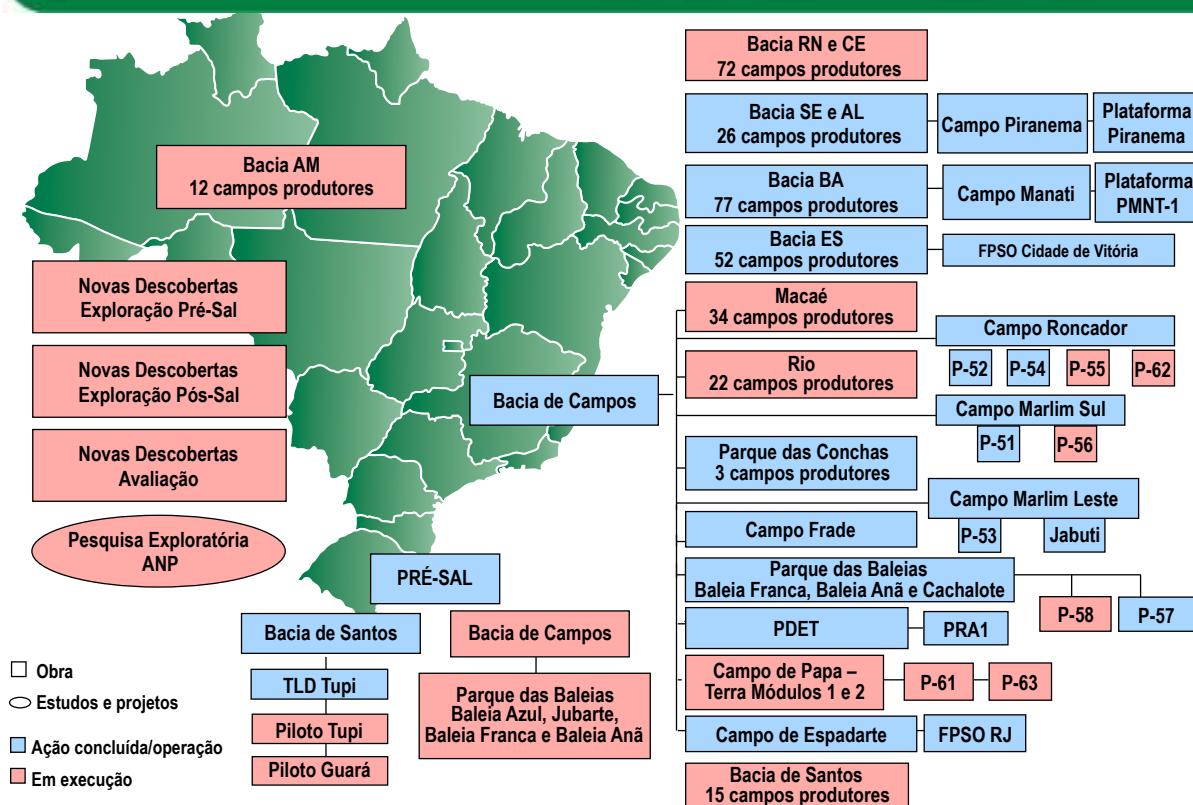 Bacia RN e CE
72 campos produtores
Bacia SE e AL
26 campos produtores
Campo Piranema
Plataforma
Piranema
Bacia AM
12 campos produtores
Bacia BA
77 campos produtores
Campo Manati
Plataforma
PMNT-1
Bacia ES
52 campos produtores
FPSO Cidade de Vitória
Novas Descobertas
Exploração Pré-Sal
Macaé
34 campos produtores
Campo Roncador
P-52
P-54
P-55
P-62
Novas Descobertas
Exploração Pós-Sal
Rio
22 campos produtores
Bacia de Campos
Campo Marlim Sul
P-51
P-56
Novas Descobertas
Avaliação
Parque das Conchas
3 campos produtores
Campo Marlim Leste
P-53
Jabuti
Pesquisa Exploratória
ANP
Campo Frade
PRÉ-SAL
Parque das Baleias
Baleia Franca, Baleia Anã e Cachalote
P-58
P-57
Bacia de Santos
Bacia de Campos
PDET
PRA1
TLD Tupi
Piloto Tupi
Piloto Guará
Parque das Baleias
Baleia Azul, Jubarte,
Baleia Franca e Baleia Anã
Campo de Papa –
Terra Módulos 1 e 2
P-61
P-63
Campo de Espadarte
FPSO RJ
Bacia de Santos
15 campos produtores
Obra
Estudos e projetos
Ação concluída/operação
Em execução